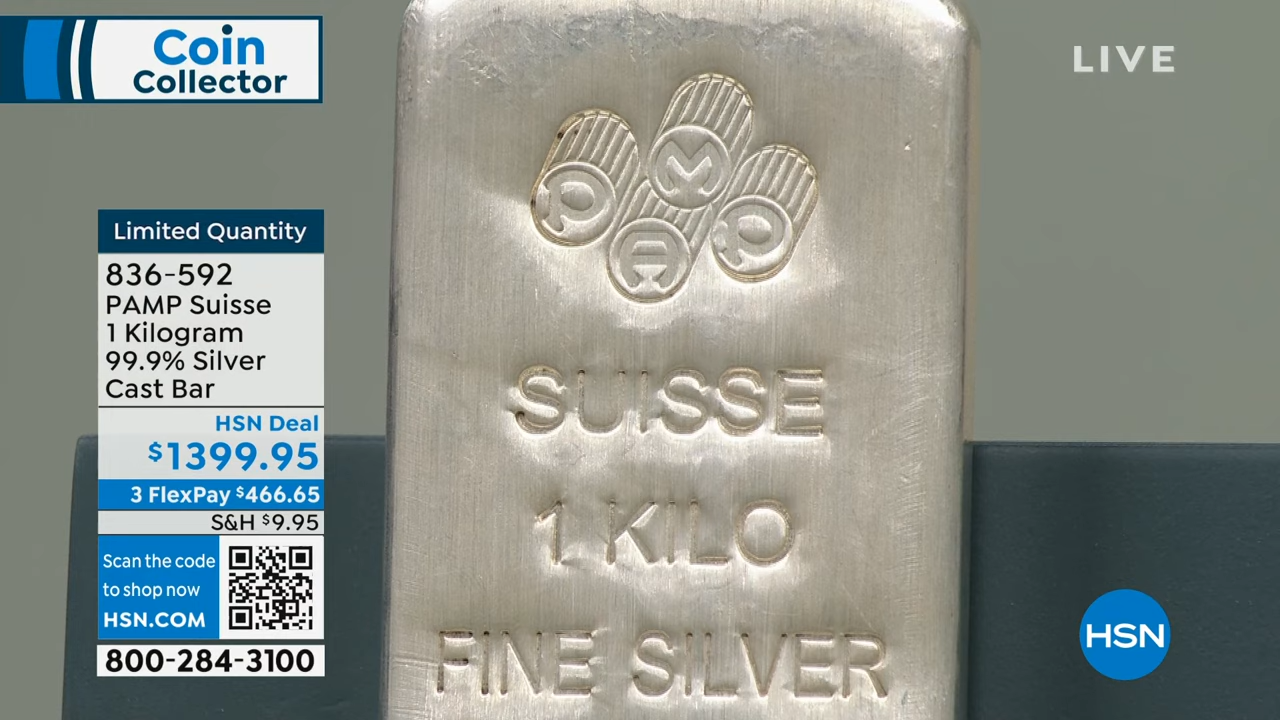 Coin
Collector
LIVE
Limited Quantity
836-592
PAMP Suisse
1 Kilogram
99.9% Silver
Cast Bar
HSN Deal
$1399.95
3 FlexPay $466.65
S&H $9.95
Scan the code
to shop now
HSN.COM
800-284-3100
PAMP
SUISSE
1 KILO
FINE SILVER
HSN